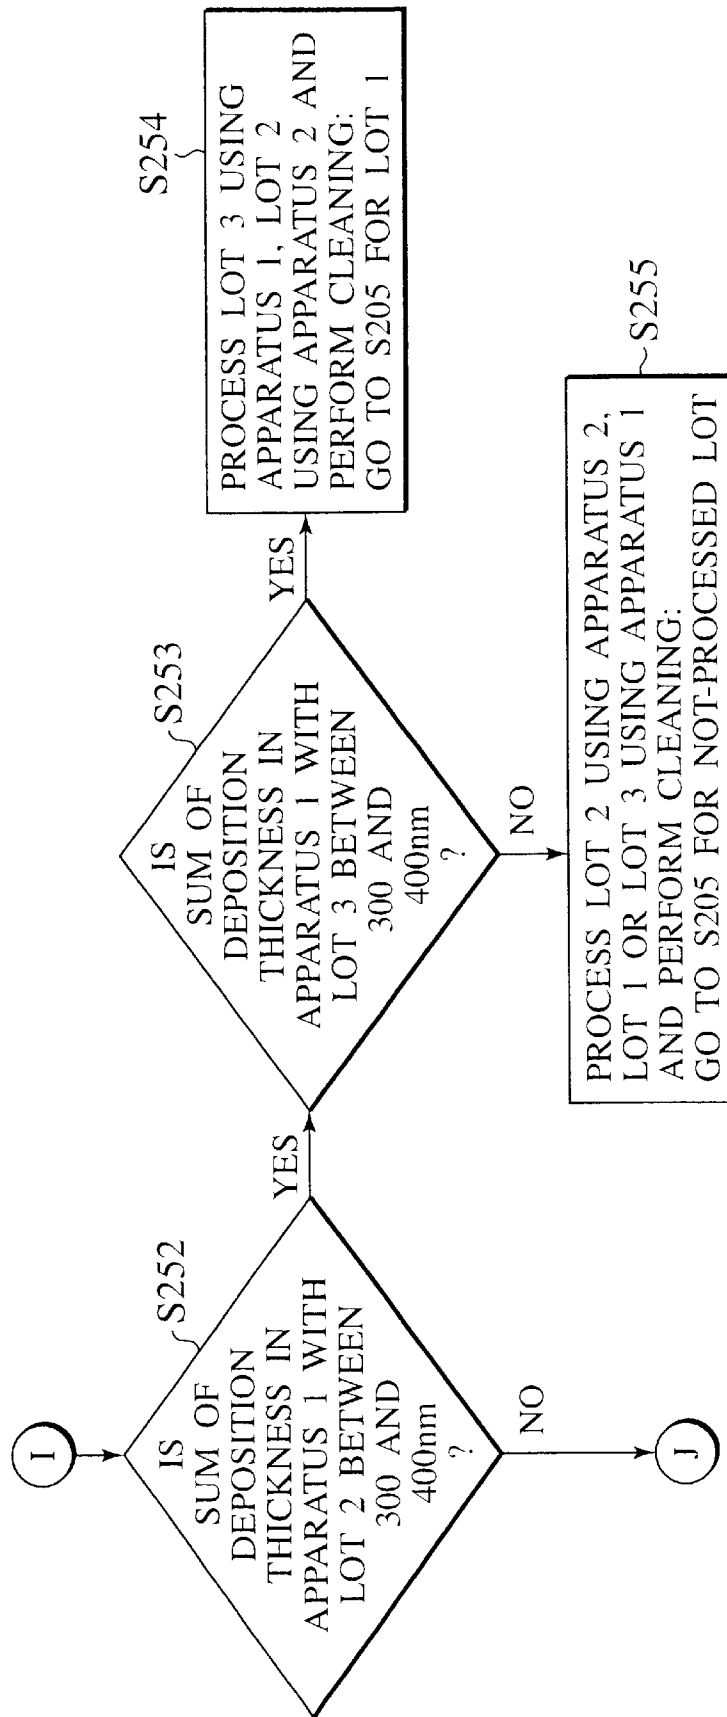 I
S252
IS
SUM OF
DEPOSITION
THICKNESS IN
APPARATUS 1 WITH
LOT 2 BETWEEN
300 AND
400nm
?
YES
NO
J
S253
IS
SUM OF
DEPOSITION
THICKNESS IN
APPARATUS 1 WITH
LOT 3 BETWEEN
300 AND
400nm
?
YES
NO
S254
PROCESS LOT 3 USING
APPARATUS 1, LOT 2
USING APPARATUS 2 AND
PERFORM CLEANING:
GO TO S205 FOR LOT 1
S255
PROCESS LOT 2 USING APPARATUS 2,
LOT 1 OR LOT 3 USING APPARATUS 1
AND PERFORM CLEANING:
GO TO S205 FOR NOT-PROCESSED LOT